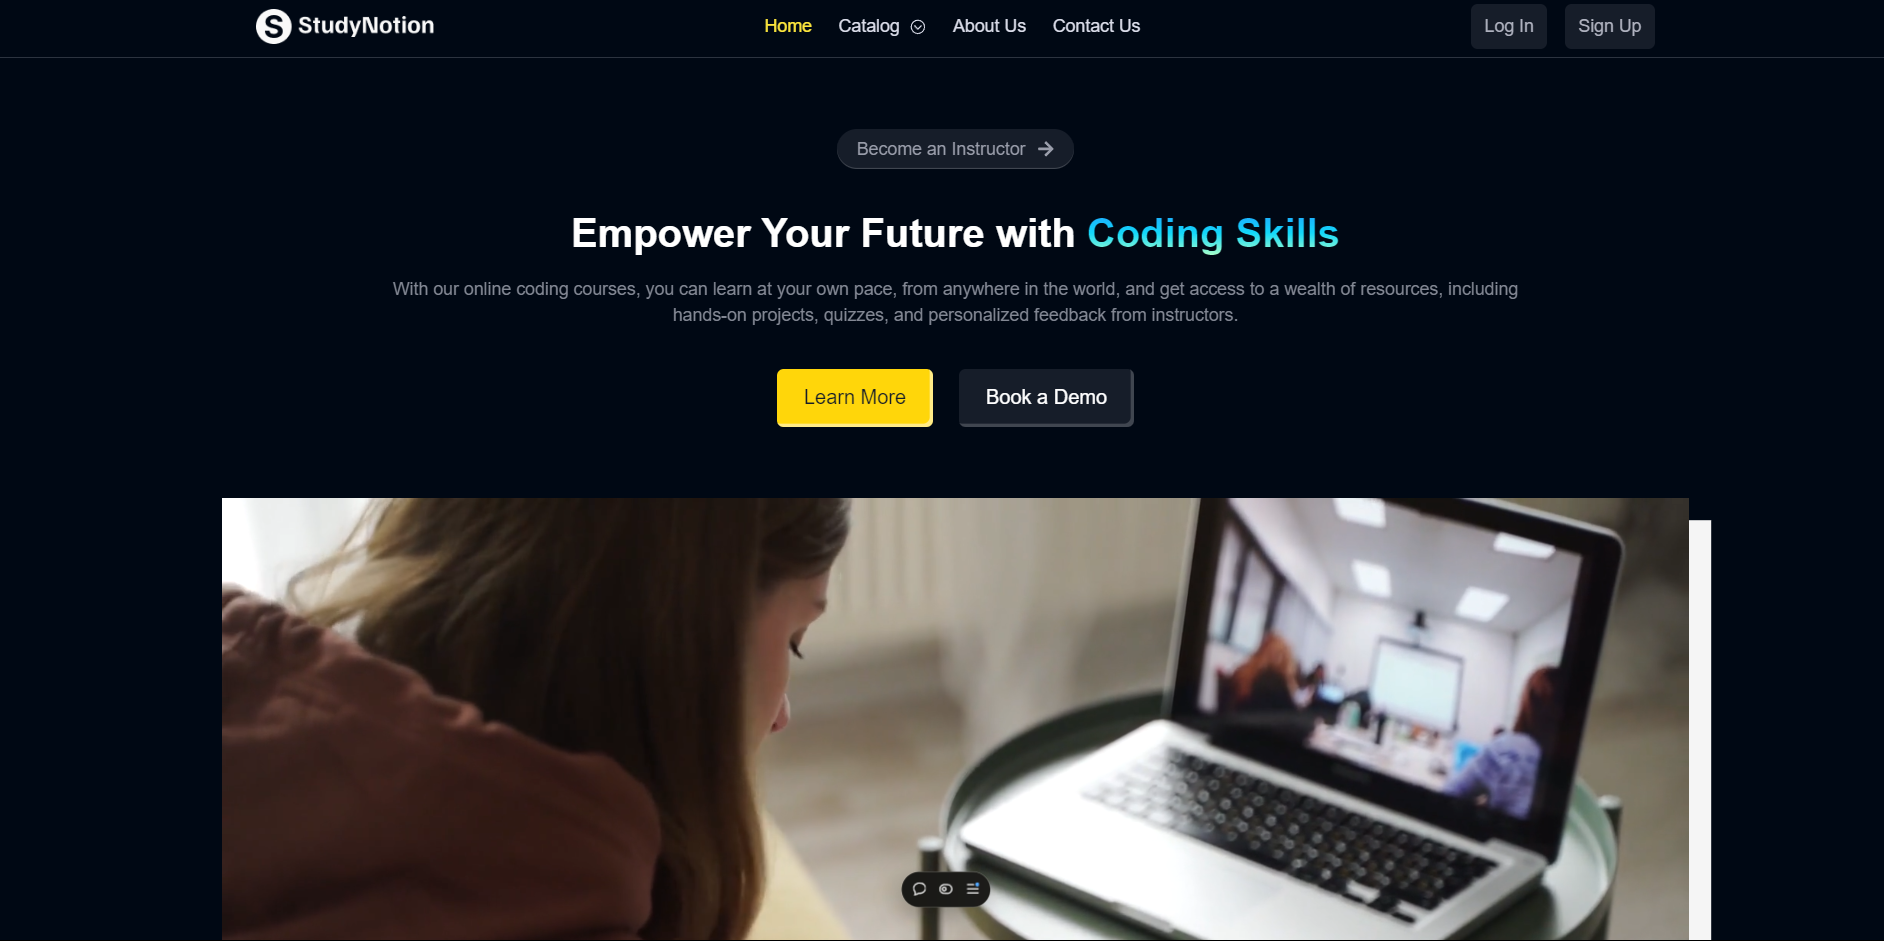 StudyNotion
Home Catalog About Us Contact Us
Log In Sign Up
Become an Instructor
Empower Your Future with Coding Skills
With our online coding courses, you can learn at your own pace, from anywhere in the world, and get access to a wealth of resources, including
hands-on projects, quizzes, and personalized feedback from instructors.
Learn More Book a Demo